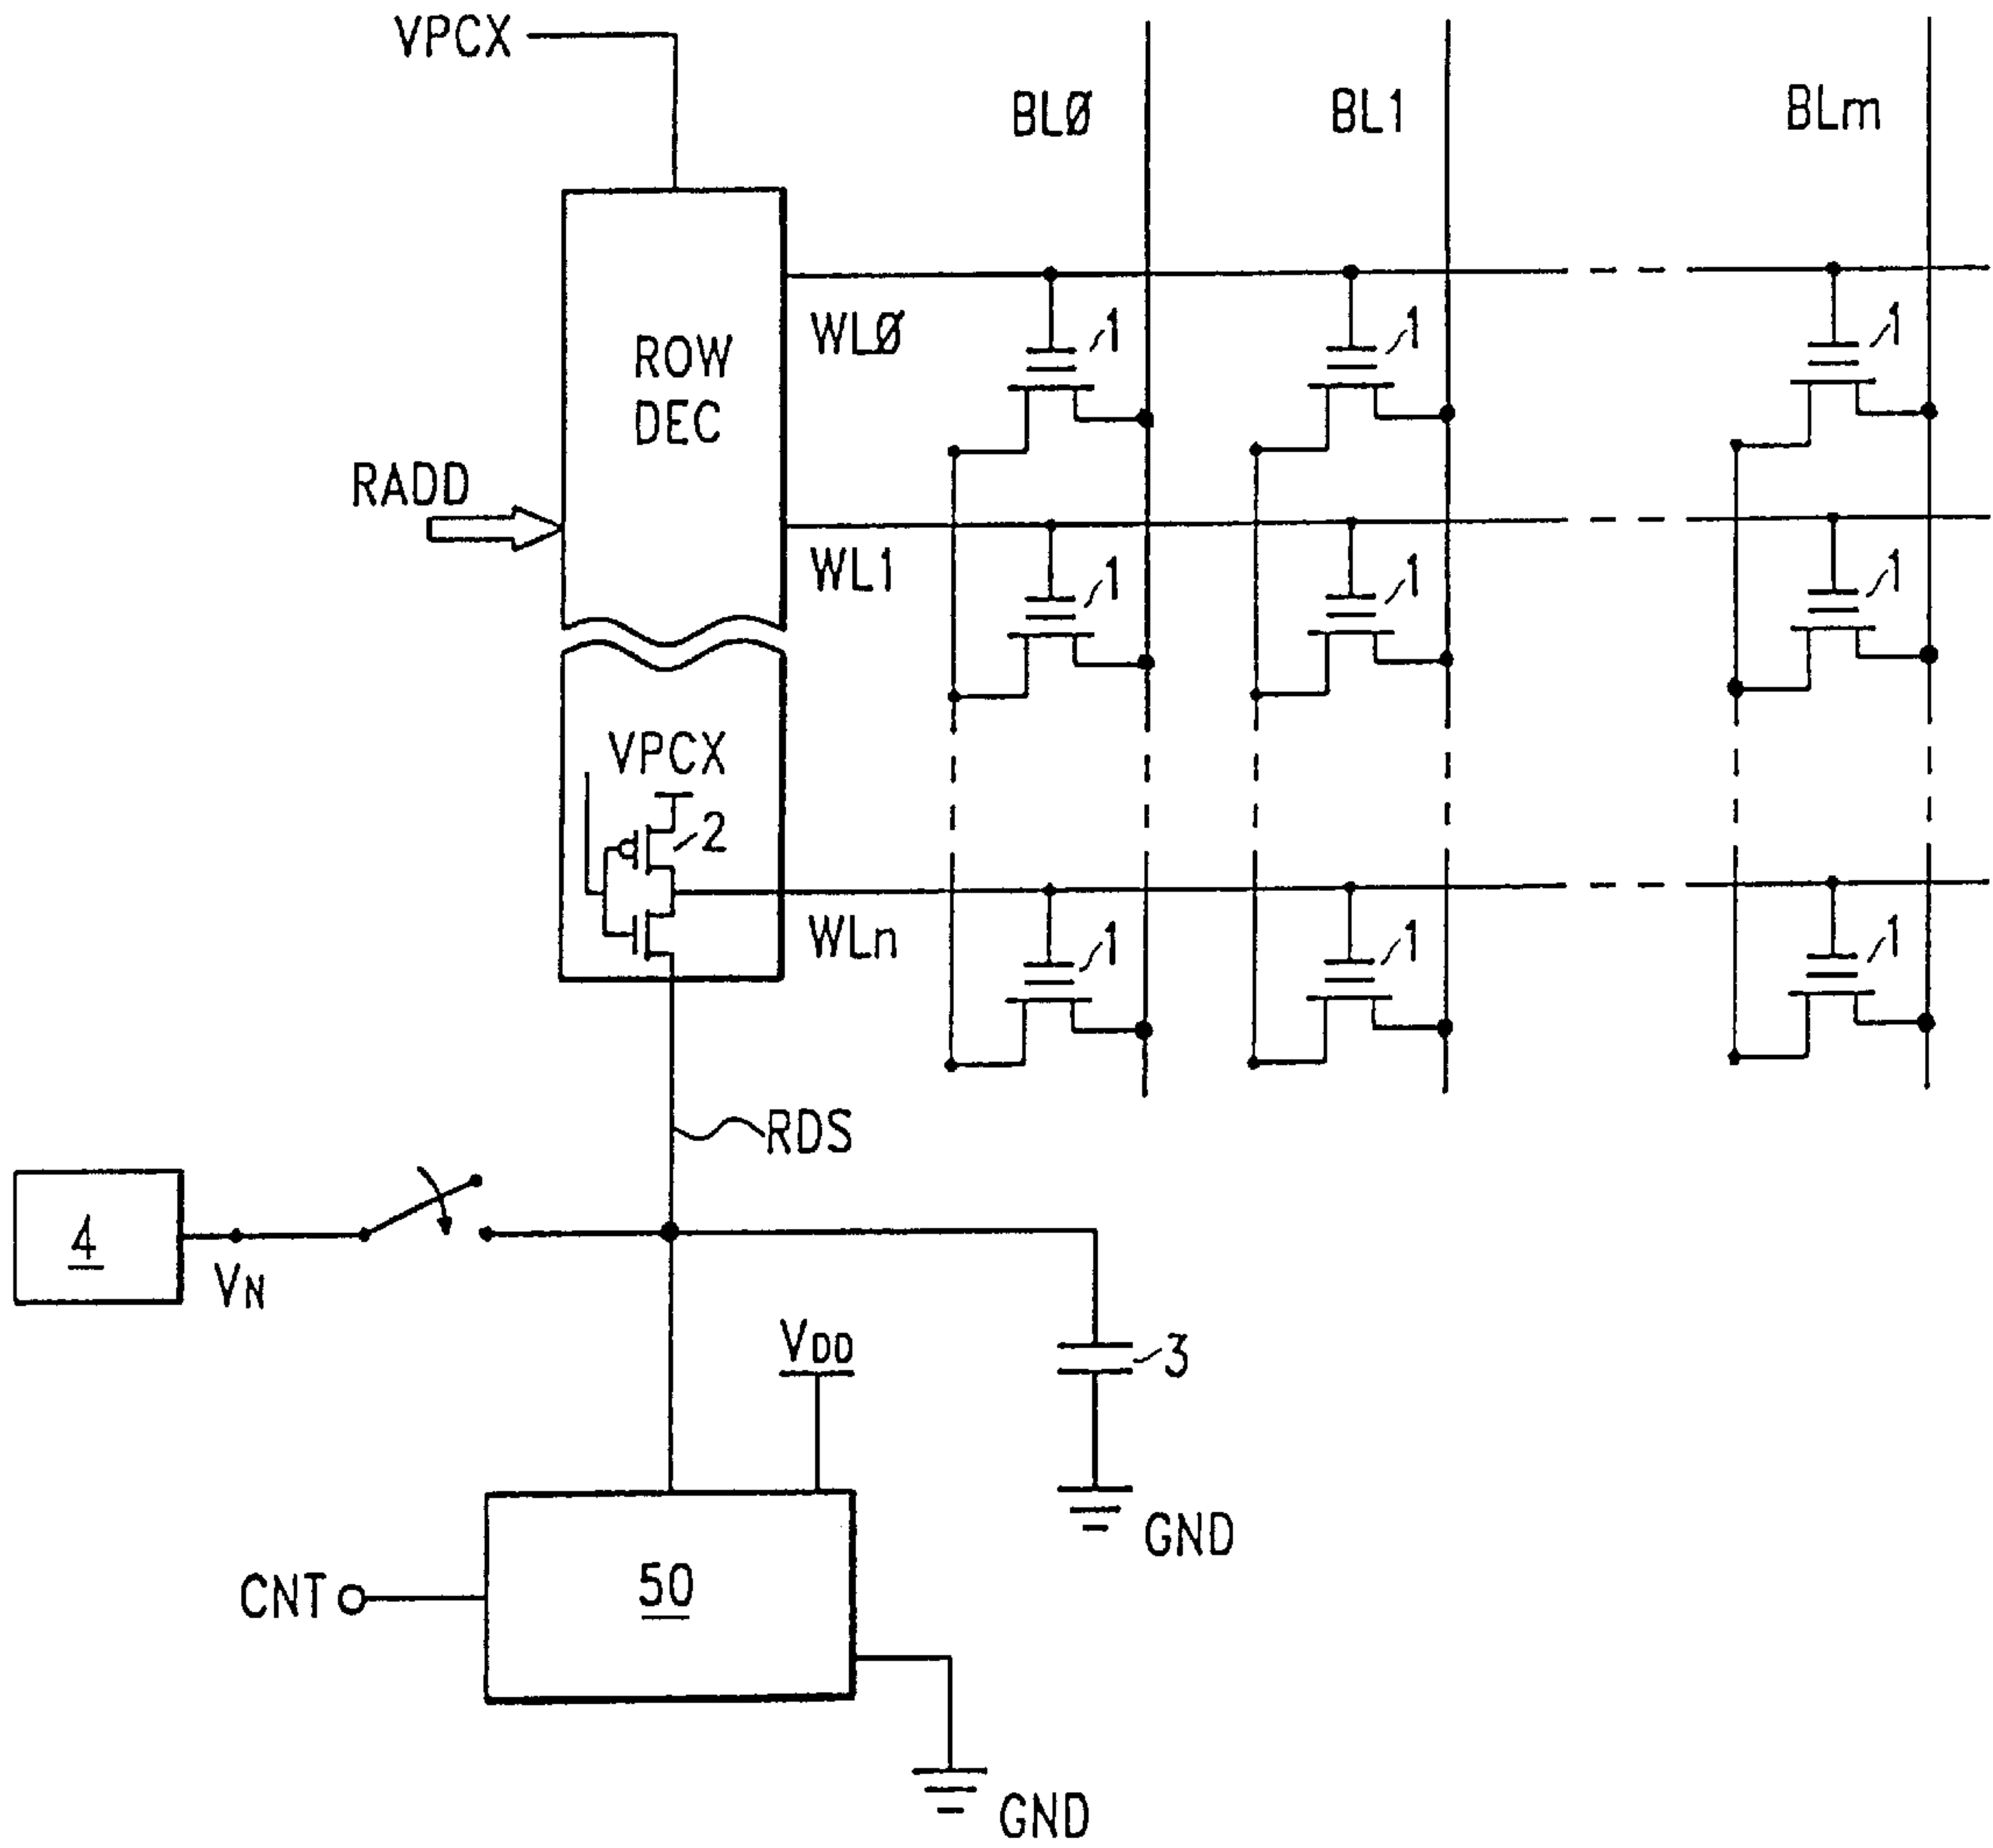 VPCX
BLØ
BL1
BLm
ROW
DEC
WLØ
1
1
1
RADD
WL1
1
1
1
VPCX
2
WLn
1
1
1
RDS
4
VN
VDD
3
GND
CNT
50
GND